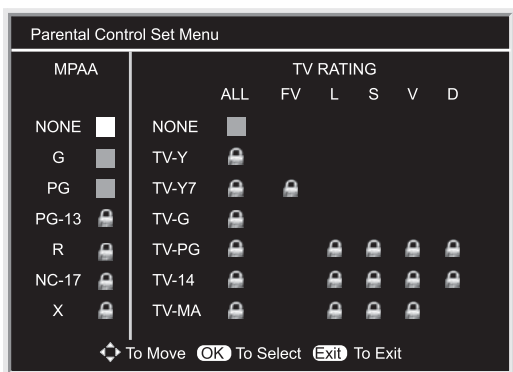 Parental Control Set Menu
MPAA TV RATING
ALL FV L S V D
NONE NONE
G TV-Y
PG TV-Y7
PG-13 TV-G
R TV-PG
NC-17 TV-14
X TV-MA
To Move OK To Select Exit To Exit